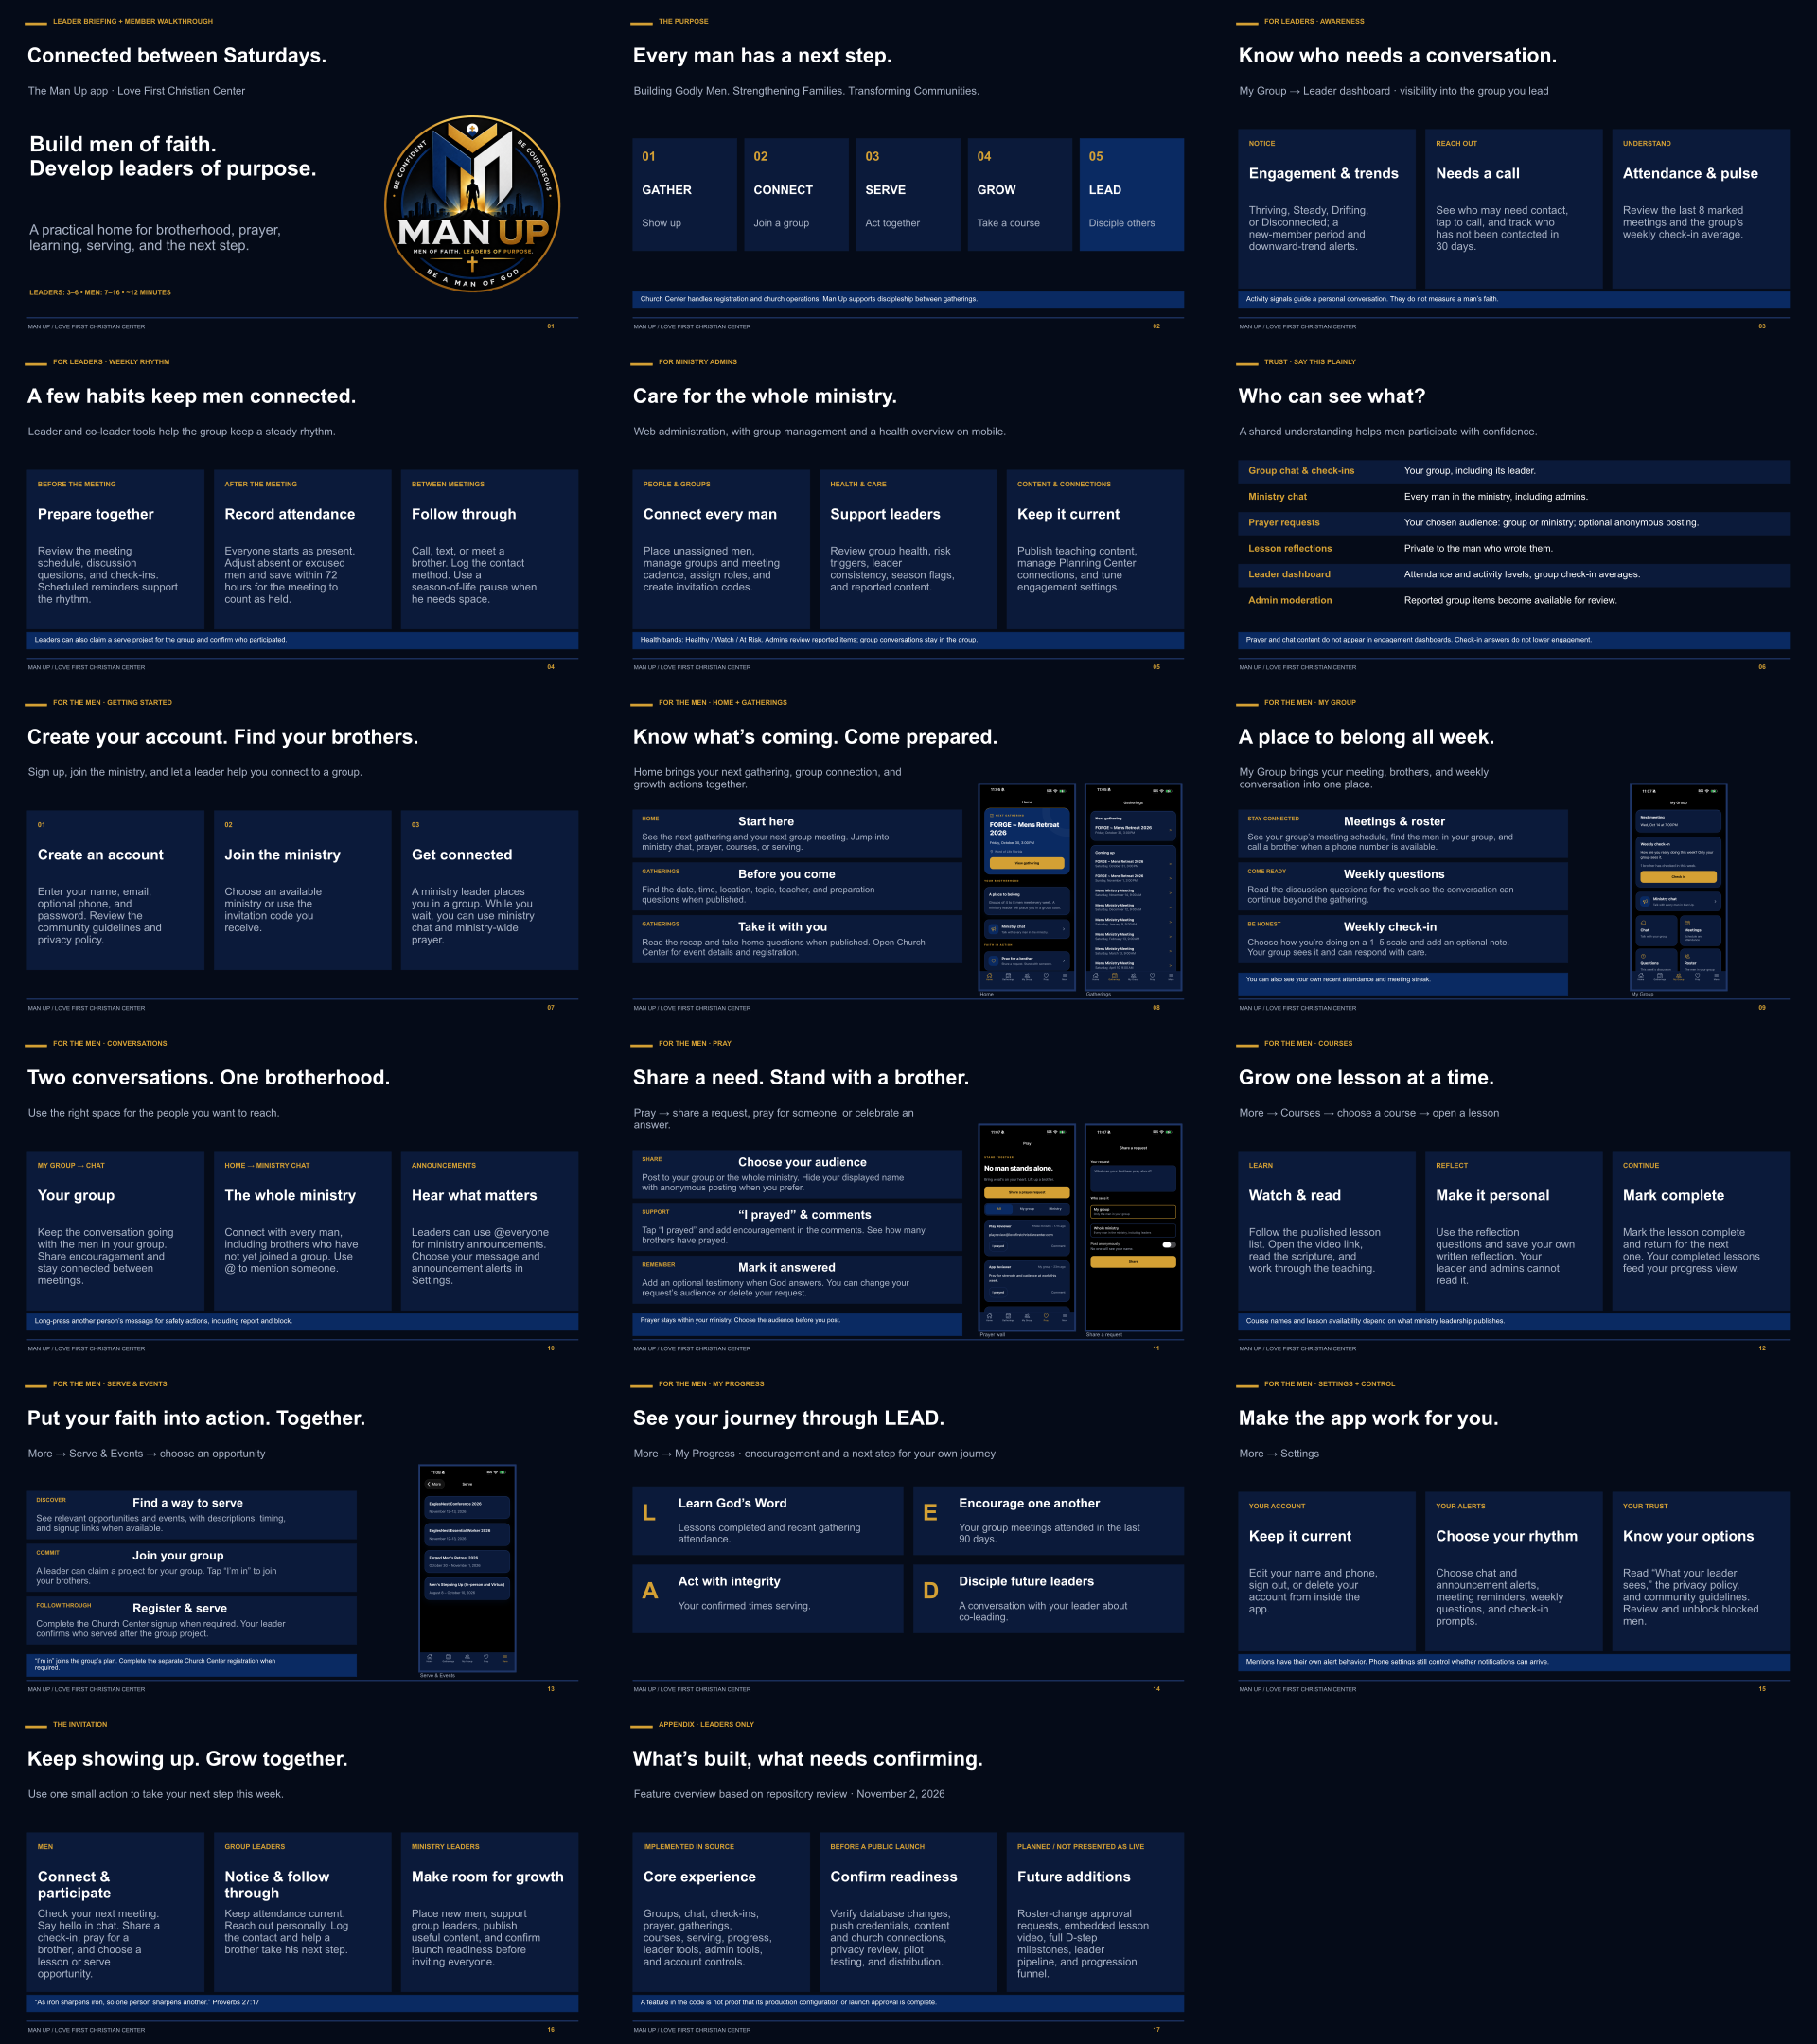 LEADER BRIEFING + MEMBER WALKTHROUGH
Connected between Saturdays.
The Man Up app · Love First Christian Center
Build men of faith.
Develop leaders of purpose.
A practical home for brotherhood, prayer,
learning, serving, and the next step.
LEADERS: 3–6 • MEN: 7–16 • ~12 MINUTES
BE CONFIDENT
BE COURAGEOUS
MAN UP
MEN OF FAITH. LEADERS OF PURPOSE.
BE A MAN OF GOD
MAN UP / LOVE FIRST CHRISTIAN CENTER
01
THE PURPOSE
Every man has a next step.
Building Godly Men. Strengthening Families. Transforming Communities.
01
GATHER
Show up
02
CONNECT
Join a group
03
SERVE
Act together
04
GROW
Take a course
05
LEAD
Disciple others
Church Center handles registration and church operations. Man Up supports discipleship between gatherings.
MAN UP / LOVE FIRST CHRISTIAN CENTER
02
FOR LEADERS · AWARENESS
Know who needs a conversation.
My Group → Leader dashboard · visibility into the group you lead
NOTICE
Engagement & trends
Thriving, Steady, Drifting,
or Disconnected; a
new-member period and
downward-trend alerts.
REACH OUT
Needs a call
See who may need contact,
tap to call, and track who
has not been contacted in
30 days.
UNDERSTAND
Attendance & pulse
Review the last 8 marked
meetings and the group's
weekly check-in average.
Activity signals guide a personal conversation. They do not measure a man's faith.
MAN UP / LOVE FIRST CHRISTIAN CENTER
03
FOR LEADERS · WEEKLY RHYTHM
A few habits keep men connected.
Leader and co-leader tools help the group keep a steady rhythm.
BEFORE THE MEETING
Prepare together
Review the meeting
schedule, discussion
questions, and check-ins.
Scheduled reminders support
the rhythm.
AFTER THE MEETING
Record attendance
Everyone starts as present.
Adjust absent or excused
men and save within 72
hours for the meeting to
count as held.
BETWEEN MEETINGS
Follow through
Call, text, or meet a
brother. Log the contact
method. Use a
season-of-life pause when
he needs space.
Leaders can also claim a serve project for the group and confirm who participated.
MAN UP / LOVE FIRST CHRISTIAN CENTER
04
FOR MINISTRY ADMINS
Care for the whole ministry.
Web administration, with group management and a health overview on mobile.
PEOPLE & GROUPS
Connect every man
Place unassigned men,
manage groups and meeting
cadence, assign roles, and
create invitation codes.
HEALTH & CARE
Support leaders
Review group health, risk
triggers, leader
consistency, season flags,
and reported content.
CONTENT & CONNECTIONS
Keep it current
Publish teaching content,
manage Planning Center
connections, and tune
engagement settings.
Health bands: Healthy / Watch / At Risk. Admins review reported items; group conversations stay in the group.
MAN UP / LOVE FIRST CHRISTIAN CENTER
05
TRUST · SAY THIS PLAINLY
Who can see what?
A shared understanding helps men participate with confidence.
Group chat & check-ins Your group, including its leader.
Ministry chat Every man in the ministry, including admins.
Prayer requests Your chosen audience: group or ministry; optional anonymous posting.
Lesson reflections Private to the man who wrote them.
Leader dashboard Attendance and activity levels; group check-in averages.
Admin moderation Reported group items become available for review.
Prayer and chat content do not appear in engagement dashboards. Check-in answers do not lower engagement.
MAN UP / LOVE FIRST CHRISTIAN CENTER
06
FOR THE MEN · GETTING STARTED
Create your account. Find your brothers.
Sign up, join the ministry, and let a leader help you connect to a group.
01
Create an account
Enter your name, email,
optional phone, and
password. Review the
community guidelines and
privacy policy.
02
Join the ministry
Choose an available
ministry or use the
invitation code you
receive.
03
Get connected
A ministry leader places
you in a group. While you
wait, you can use ministry
chat and ministry-wide
prayer.
MAN UP / LOVE FIRST CHRISTIAN CENTER
07
FOR THE MEN · HOME + GATHERINGS
Know what's coming. Come prepared.
Home brings your next gathering, group connection, and
growth actions together.
HOME
Start here
See the next gathering and your next group meeting. Jump into
ministry chat, prayer, courses, or serving.
GATHERINGS
Before you come
Find the date, time, location, topic, teacher, and preparation
questions when published.
GATHERINGS
Take it with you
Read the recap and take-home questions when published. Open Church
Center for event details and registration.
Home
FORGE – Mens Retreat
2026
A place to belong
Ministry chat
Pray for a brother
Home
Gatherings
Next gathering
FORGE – Mens Retreat 2026
Coming up
FORGE – Mens Retreat 2026
FORGE – Mens Retreat 2026
Mens Ministry Meeting
Mens Ministry Meeting
Mens Ministry Meeting
Mens Ministry Meeting
Mens Ministry Meeting
Mens Ministry Meeting
Gatherings
MAN UP / LOVE FIRST CHRISTIAN CENTER
08
FOR THE MEN · MY GROUP
A place to belong all week.
My Group brings your meeting, brothers, and weekly
conversation into one place.
STAY CONNECTED
Meetings & roster
See your group's meeting schedule, find the men in your group, and
call a brother when a phone number is available.
COME READY
Weekly questions
Read the discussion questions for the week so the conversation can
continue beyond the gathering.
BE HONEST
Weekly check-in
Choose how you're doing on a 1–5 scale and add an optional note.
Your group sees it and can respond with care.
You can also see your own recent attendance and meeting streak.
My Group
Next meeting
Weekly check-in
Check in
Ministry chat
Chat
Meetings
Questions
Roster
My Group
MAN UP / LOVE FIRST CHRISTIAN CENTER
09
FOR THE MEN · CONVERSATIONS
Two conversations. One brotherhood.
Use the right space for the people you want to reach.
MY GROUP → CHAT
Your group
Keep the conversation going
with the men in your group.
Share encouragement and
stay connected between
meetings.
HOME → MINISTRY CHAT
The whole ministry
Connect with every man,
including brothers who have
not yet joined a group. Use
@ to mention someone.
ANNOUNCEMENTS
Hear what matters
Leaders can use @everyone
for ministry announcements.
Choose your message and
announcement alerts in
Settings.
Long-press another person's message for safety actions, including report and block.
MAN UP / LOVE FIRST CHRISTIAN CENTER
10
FOR THE MEN · PRAY
Share a need. Stand with a brother.
Pray → share a request, pray for someone, or celebrate an
answer.
SHARE
Choose your audience
Post to your group or the whole ministry. Hide your displayed name
with anonymous posting when you prefer.
SUPPORT
“I prayed” & comments
Tap “I prayed” and add encouragement in the comments. See how many
brothers have prayed.
REMEMBER
Mark it answered
Add an optional testimony when God answers. You can change your
request's audience or delete your request.
Prayer stays within your ministry. Choose the audience before you post.
Pray
No man stands alone.
Share a prayer request
Prayer wall
Share a request
My group
Whole ministry
Share
Share a request
MAN UP / LOVE FIRST CHRISTIAN CENTER
11
FOR THE MEN · COURSES
Grow one lesson at a time.
More → Courses → choose a course → open a lesson
LEARN
Watch & read
Follow the published lesson
list. Open the video link,
read the scripture, and
work through the teaching.
REFLECT
Make it personal
Use the reflection
questions and save your own
written reflection. Your
leader and admins cannot
read it.
CONTINUE
Mark complete
Mark the lesson complete
and return for the next
one. Your completed lessons
feed your progress view.
Course names and lesson availability depend on what ministry leadership publishes.
MAN UP / LOVE FIRST CHRISTIAN CENTER
12
FOR THE MEN · SERVE & EVENTS
Put your faith into action. Together.
More → Serve & Events → choose an opportunity
DISCOVER
Find a way to serve
See relevant opportunities and events, with descriptions, timing,
and signup links when available.
COMMIT
Join your group
A leader can claim a project for your group. Tap “I'm in” to join
your brothers.
FOLLOW THROUGH
Register & serve
Complete the Church Center signup when required. Your leader
confirms who served after the group project.
“I'm in” joins the group's plan. Complete the separate Church Center registration when
required.
More
Serve
Serve & Events
MAN UP / LOVE FIRST CHRISTIAN CENTER
13
FOR THE MEN · MY PROGRESS
See your journey through LEAD.
More → My Progress · encouragement and a next step for your own journey
L
Learn God's Word
Lessons completed and recent gathering
attendance.
E
Encourage one another
Your group meetings attended in the last
90 days.
A
Act with integrity
Your confirmed times serving.
D
Disciple future leaders
A conversation with your leader about
co-leading.
MAN UP / LOVE FIRST CHRISTIAN CENTER
14
FOR THE MEN · SETTINGS + CONTROL
Make the app work for you.
More → Settings
YOUR ACCOUNT
Keep it current
Edit your name and phone,
sign out, or delete your
account from inside the
app.
YOUR ALERTS
Choose your rhythm
Choose chat and
announcement alerts,
meeting reminders, weekly
questions, and check-in
prompts.
YOUR TRUST
Know your options
Read “What your leader
sees,” the privacy policy,
and community guidelines.
Review and unblock blocked
men.
Mentions have their own alert behavior. Phone settings still control whether notifications can arrive.
MAN UP / LOVE FIRST CHRISTIAN CENTER
15
THE INVITATION
Keep showing up. Grow together.
Use one small action to take your next step this week.
MEN
Connect &
participate
Check your next meeting.
Say hello in chat. Share a
check-in, pray for a
brother, and choose a
lesson or serve
opportunity.
GROUP LEADERS
Notice & follow
through
Keep attendance current.
Reach out personally. Log
the contact and help a
brother take his next step.
MINISTRY LEADERS
Make room for growth
Place new men, support
group leaders, publish
useful content, and confirm
launch readiness before
inviting everyone.
“As iron sharpens iron, so one person sharpens another.” Proverbs 27:17
MAN UP / LOVE FIRST CHRISTIAN CENTER
16
APPENDIX · LEADERS ONLY
What's built, what needs confirming.
Feature overview based on repository review · November 2, 2026
IMPLEMENTED IN SOURCE
Core experience
Groups, chat, check-ins,
prayer, gatherings,
courses, serving, progress,
leader tools, admin tools,
and account controls.
BEFORE A PUBLIC LAUNCH
Confirm readiness
Verify database changes,
push credentials, content
and church connections,
privacy review, pilot
testing, and distribution.
PLANNED / NOT PRESENTED AS LIVE
Future additions
Roster-change approval
requests, embedded lesson
video, full D-step
milestones, leader
pipeline, and progression
funnel.
A feature in the code is not proof that its production configuration or launch approval is complete.
MAN UP / LOVE FIRST CHRISTIAN CENTER
17